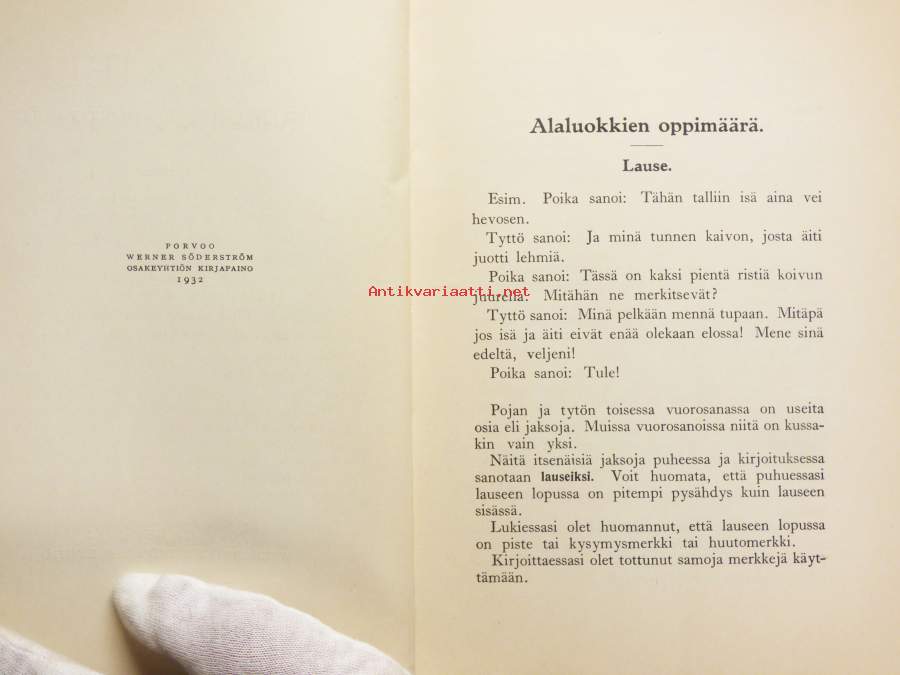 PORVOO
WERNER SÖDERSTRÖM
OSAKEYHTIÖN KIRJAPAINO
1932
Antikvariaatti.net
Alaluokkien oppimäärä.
Lause.
Esim. Poika sanoi: Tähän talliin isä aina vei
hevosen.
Tyttö sanoi: Ja minä tunnen kaivon, josta äiti
juotti lehmiä.
Poika sanoi: Tässä on kaksi pientä ristiä koivun
juurella. Mitähän ne merkitsevät?
Tyttö sanoi: Minä pelkään mennä tupaan. Mitäpä
jos isä ja äiti eivät enää olekaan elossa! Mene sinä
edeltä, veljeni!
Poika sanoi: Tule!
Pojan ja tytön toisessa vuorosanassa on useita
osia eli jaksoja. Muissa vuorosanoissa niitä on kussa-
kin vain yksi.
Näitä itsenäisiä jaksoja puheessa ja kirjoituksessa
sanotaan lauseiksi. Voit huomata, että puhuessasi
lauseen lopussa on pitempi pysähdys kuin lauseen
sisässä.
Lukiessasi olet huomannut, että lauseen lopussa
on piste tai kysymysmerkki tai huutomerkki.
Kirjoittaessasi olet tottunut samoja merkkejä käyt-
tämään.